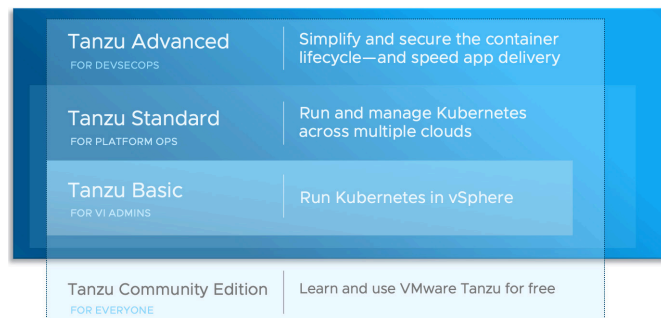 Tanzu Advanced
FOR DEVSECOPS
Simplify and secure the container
lifecycle—and speed app delivery
Tanzu Standard
FOR PLATFORM OPS
Run and manage Kubernetes
across multiple clouds
Tanzu Basic
FOR VI ADMINS
Run Kubernetes in vSphere
Tanzu Community Edition
FOR EVERYONE
Learn and use VMware Tanzu for free